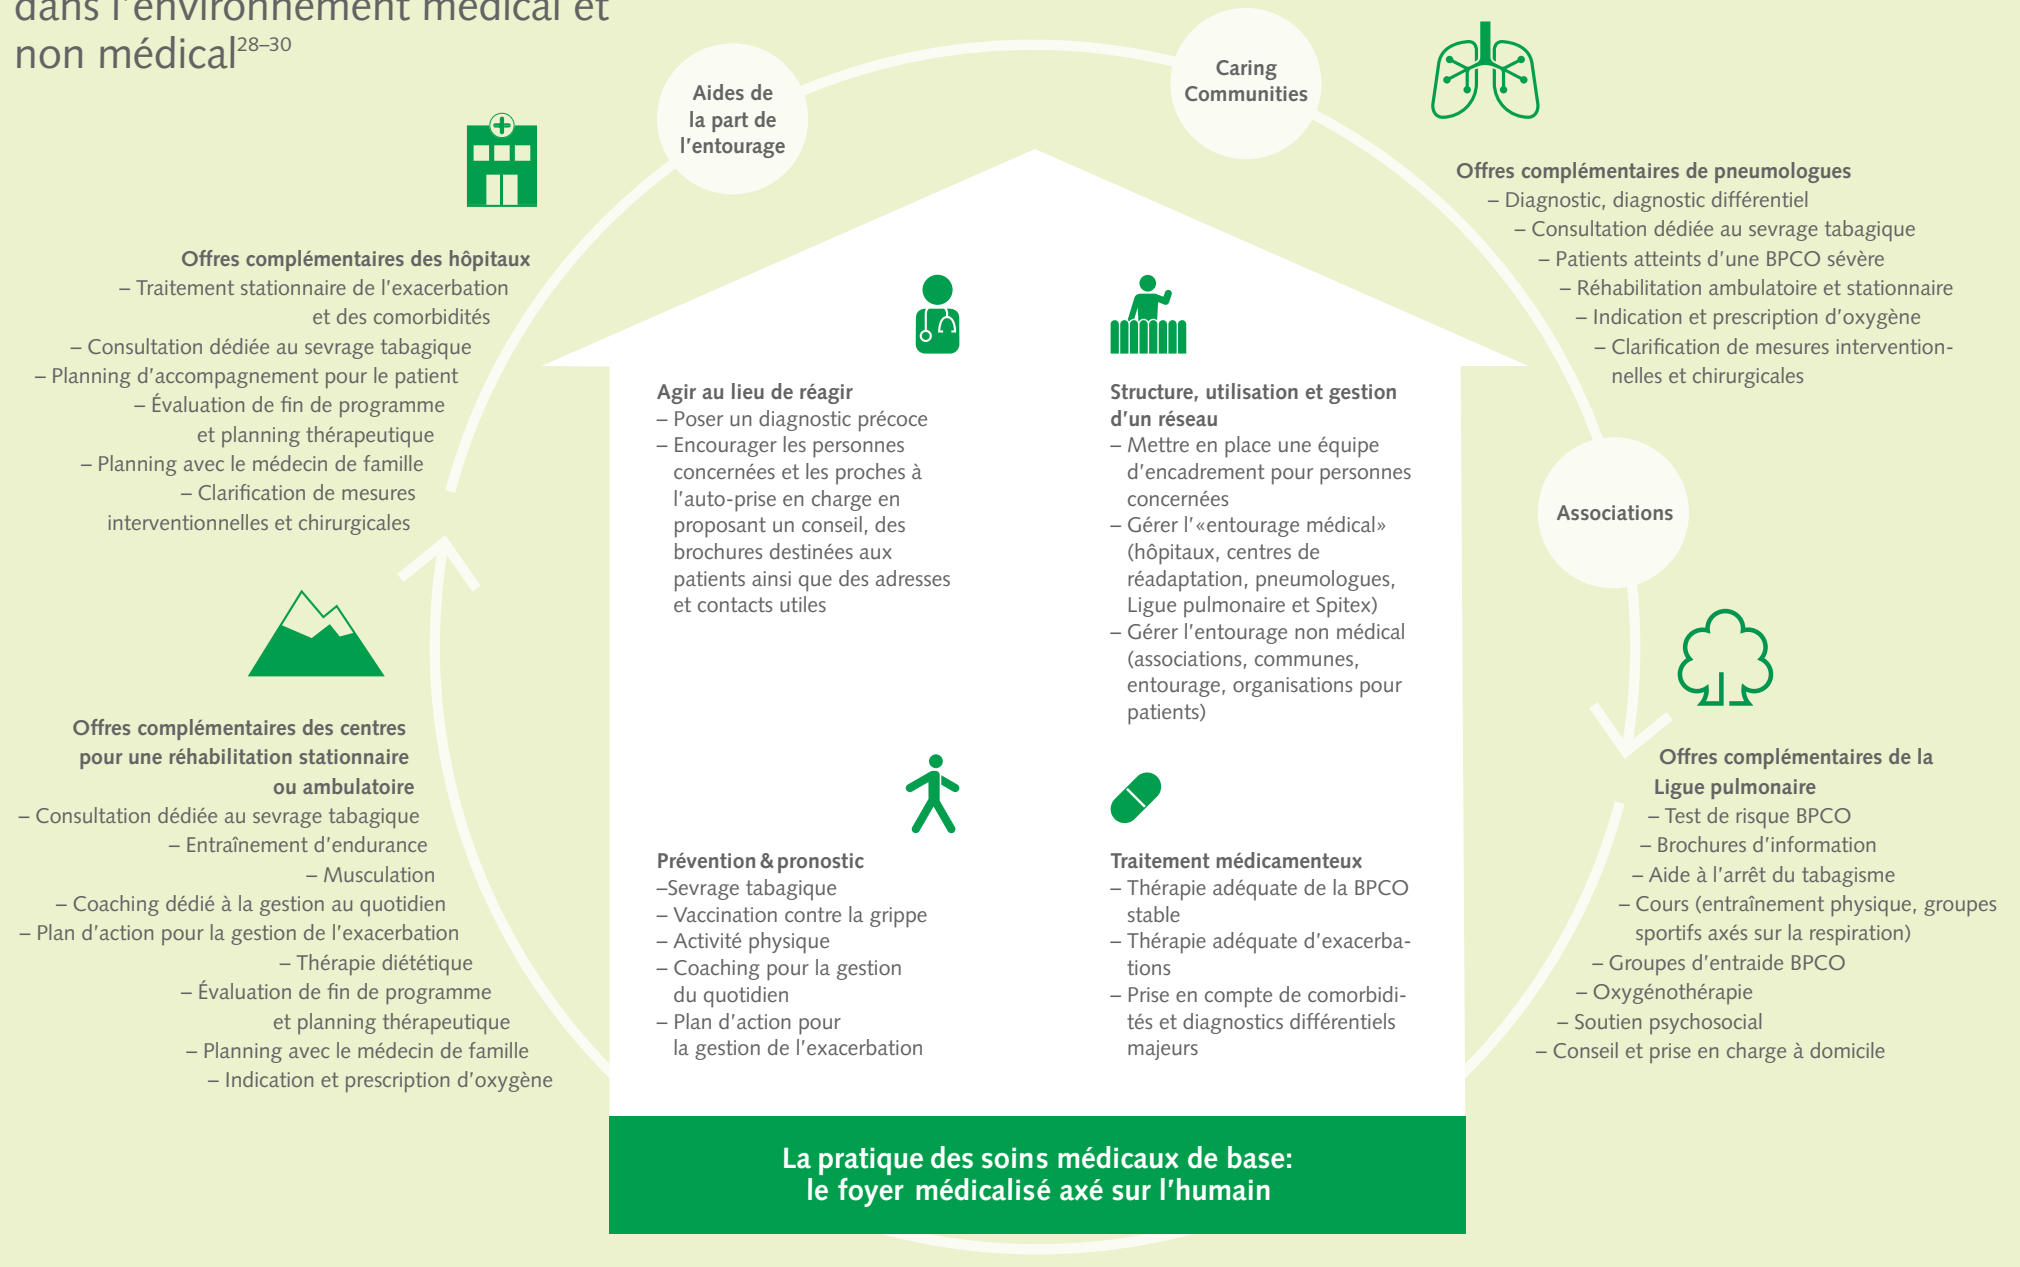 dans l'environnement médical et
non médical28–30
Aides de
la part de
l'entourage
Caring
Communities
Associations
Offres complémentaires des hôpitaux
– Traitement stationnaire de l'exacerbation
et des comorbidités
– Consultation dédiée au sevrage tabagique
– Planning d'accompagnement pour le patient
– Évaluation de fin de programme
et planning thérapeutique
– Planning avec le médecin de famille
– Clarification de mesures
interventionnelles et chirurgicales
Offres complémentaires des centres
pour une réhabilitation stationnaire
ou ambulatoire
– Consultation dédiée au sevrage tabagique
– Entraînement d'endurance
– Musculation
– Coaching dédié à la gestion au quotidien
– Plan d'action pour la gestion de l'exacerbation
– Thérapie diététique
– Évaluation de fin de programme
et planning thérapeutique
– Planning avec le médecin de famille
– Indication et prescription d'oxygène
Agir au lieu de réagir
– Poser un diagnostic précoce
– Encourager les personnes
concernées et les proches à
l'auto-prise en charge en
proposant un conseil, des
brochures destinées aux
patients ainsi que des adresses
et contacts utiles
Structure, utilisation et gestion
d'un réseau
– Mettre en place une équipe
d'encadrement pour personnes
concernées
– Gérer l'«entourage médical»
(hôpitaux, centres de
réadaptation, pneumologues,
Ligue pulmonaire et Spitex)
– Gérer l'entourage non médical
(associations, communes,
entourage, organisations pour
patients)
Prévention & pronostic
–Sevrage tabagique
– Vaccination contre la grippe
– Activité physique
– Coaching pour la gestion
du quotidien
– Plan d'action pour
la gestion de l'exacerbation
Traitement médicamenteux
– Thérapie adéquate de la BPCO
stable
– Thérapie adéquate d'exacerba-
tions
– Prise en compte de comorbidi-
tés et diagnostics différentiels
majeurs
Offres complémentaires de pneumologues
– Diagnostic, diagnostic différentiel
– Consultation dédiée au sevrage tabagique
– Patients atteints d'une BPCO sévère
– Réhabilitation ambulatoire et stationnaire
– Indication et prescription d'oxygène
– Clarification de mesures intervention-
nelles et chirurgicales
Offres complémentaires de la
Ligue pulmonaire
– Test de risque BPCO
– Brochures d'information
– Aide à l'arrêt du tabagisme
– Cours (entraînement physique, groupes
sportifs axés sur la respiration)
– Groupes d'entraide BPCO
– Oxygénothérapie
– Soutien psychosocial
– Conseil et prise en charge à domicile
La pratique des soins médicaux de base:
le foyer médicalisé axé sur l'humain